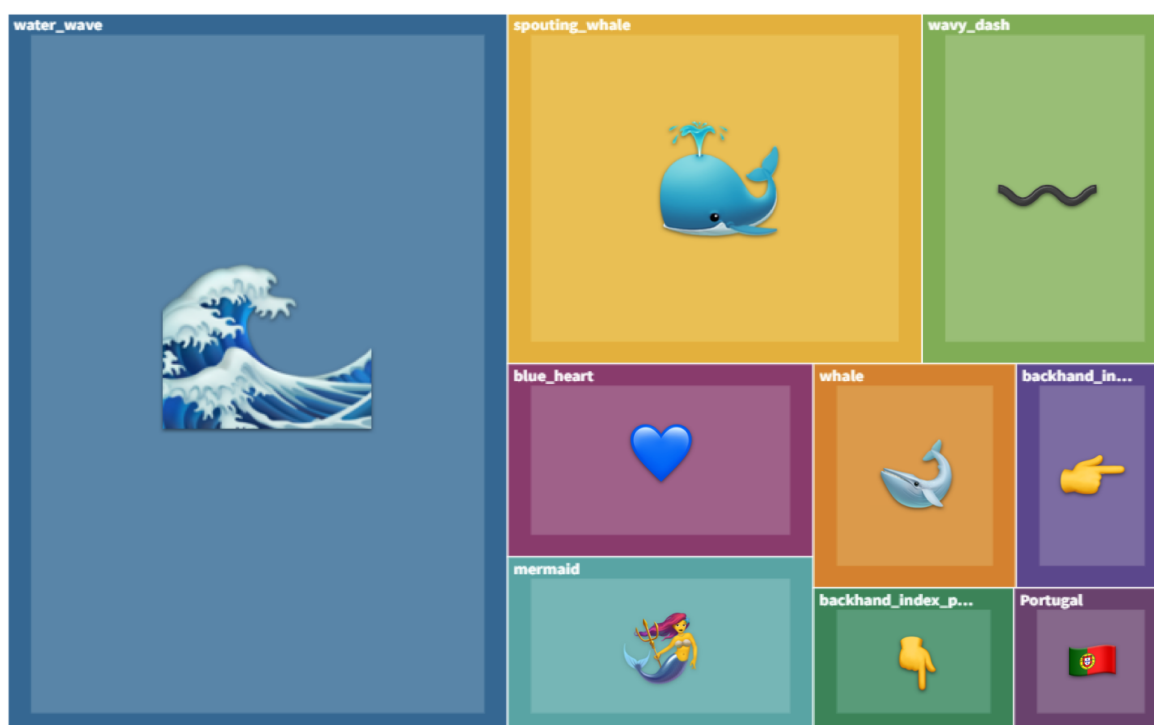 water_wave
spouting_whale
wavy_dash
blue_heart
whale
backhand_in...
mermaid
backhand_index_p...
Portugal